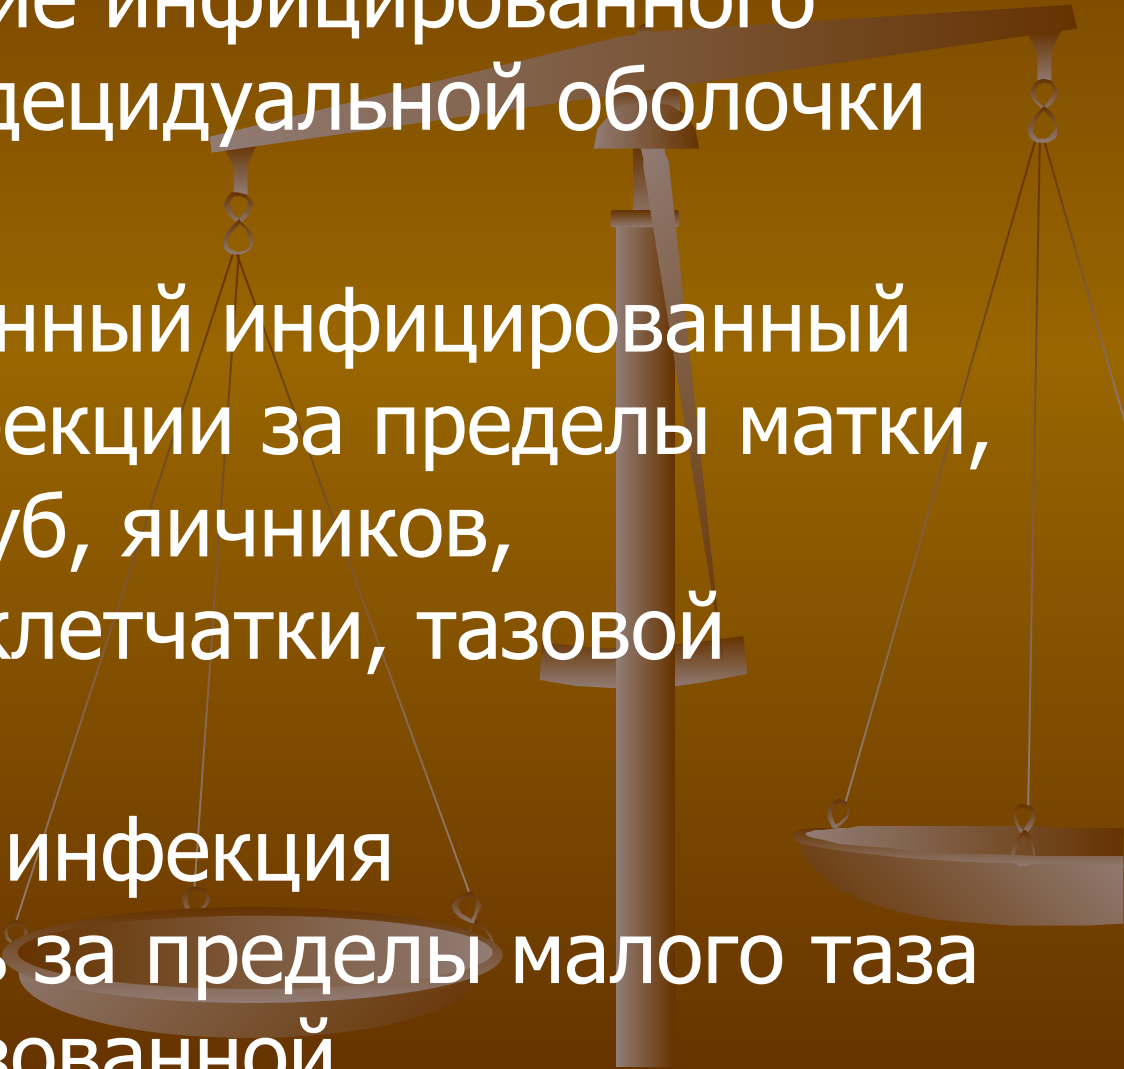 ие инфицированного
децидуальной оболочки
нный инфицированный
екции за пределы матки,
уб, яичников,
клетчатки, тазовой
инфекция
ь за пределы малого таза
зованной